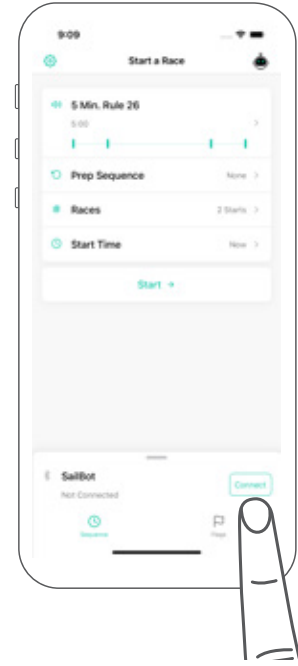 9:09
Start a Race
5 Min. Rule 26
5:00
Prep Sequence
None
Races
2 Starts
Start Time
Now
Start →
SailBot
Not Connected
Connect
Sequence
Flags